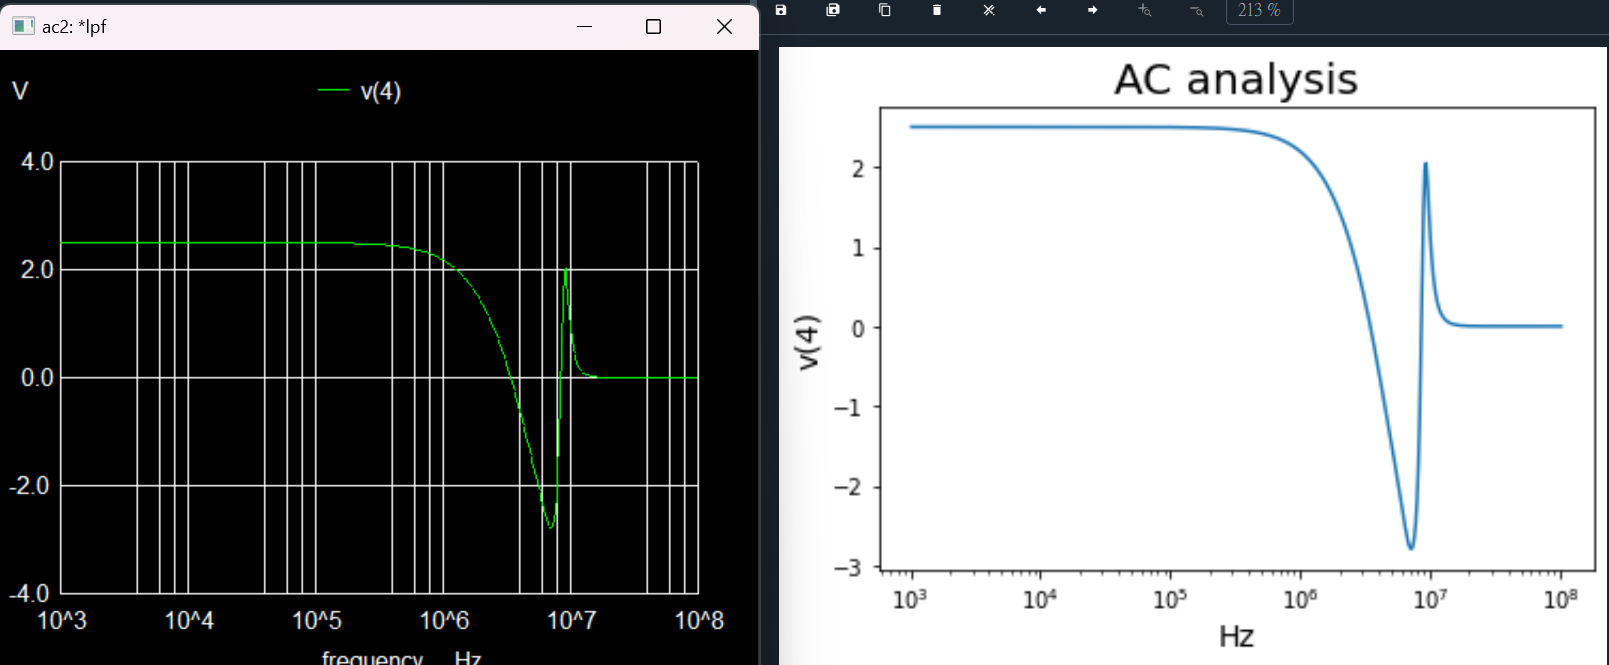 ac2: *lpf
V
v(4)
4.0
2.0
0.0
-2.0
-4.0
10^3 10^4 10^5 10^6 10^7 10^8
frequency Hz
213 %
AC analysis
v(4)
2
1
0
−1
−2
−3
10³ 10⁴ 10⁵ 10⁶ 10⁷ 10⁸
Hz